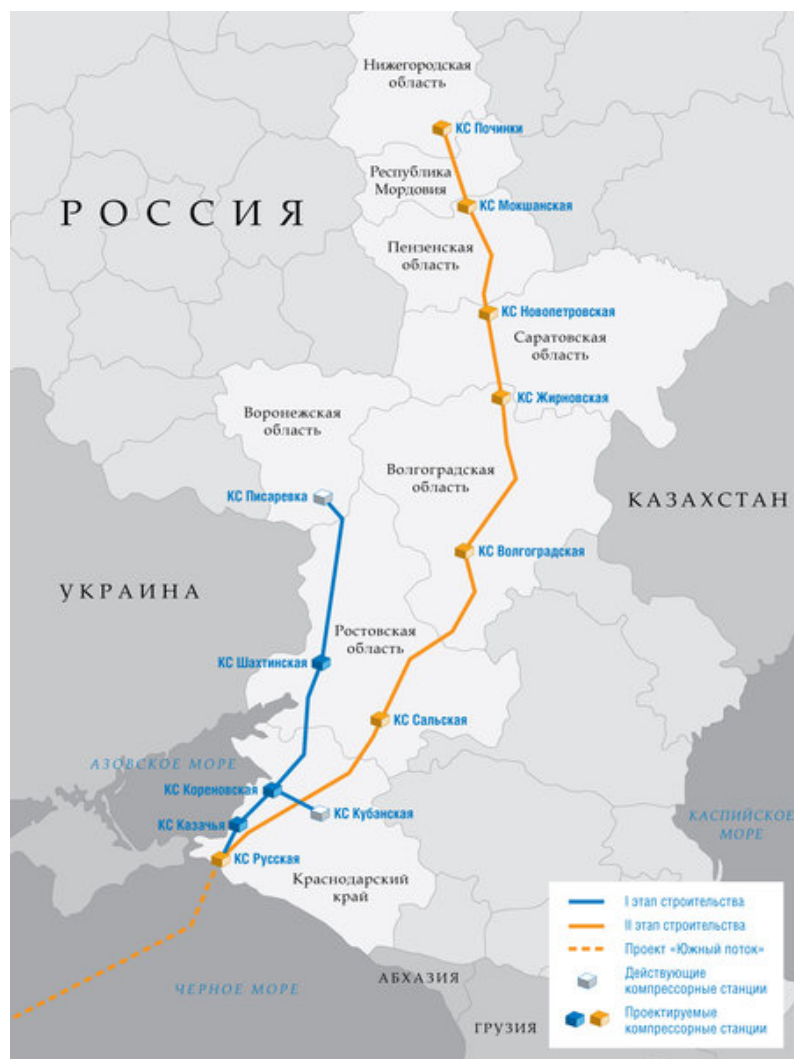 Нижегородская
область
КС Починки
Республика
Мордовия
РОССИЯ
КС Мокшанская
Пензенская
область
КС Новопетровская
Саратовская
область
КС Жирновская
Воронежская
область
Волгоградская
область
КС Писаревка
КАЗАХСТАН
КС Волгоградская
УКРАИНА
Ростовская
область
КС Шахтинская
КС Сальская
АЗОВСКОЕ МОРЕ
КС Кореновская
КС Кубанская
КС Казачья
КАСПИЙСКОЕ
МОРЕ
КС Русская
Краснодарский
край
I этап строительства
II этап строительства
Проект «Южный поток»
Действующие
компрессорные станции
Проектируемые
компрессорные станции
АБХАЗИЯ
ЧЕРНОЕ МОРЕ
ГРУЗИЯ